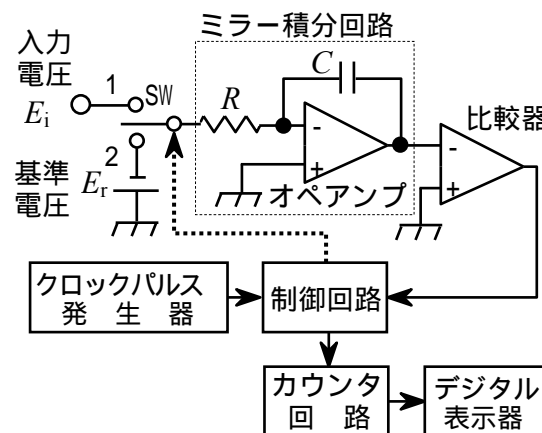 ミラー積分回路
入力
電圧
E_i
1
SW
R
C
-
+
オペアンプ
比較器
-
+
2
基準
電圧
E_r
クロックパルス
発 生 器
制御回路
カウンタ
回 路
デジタル
表示器